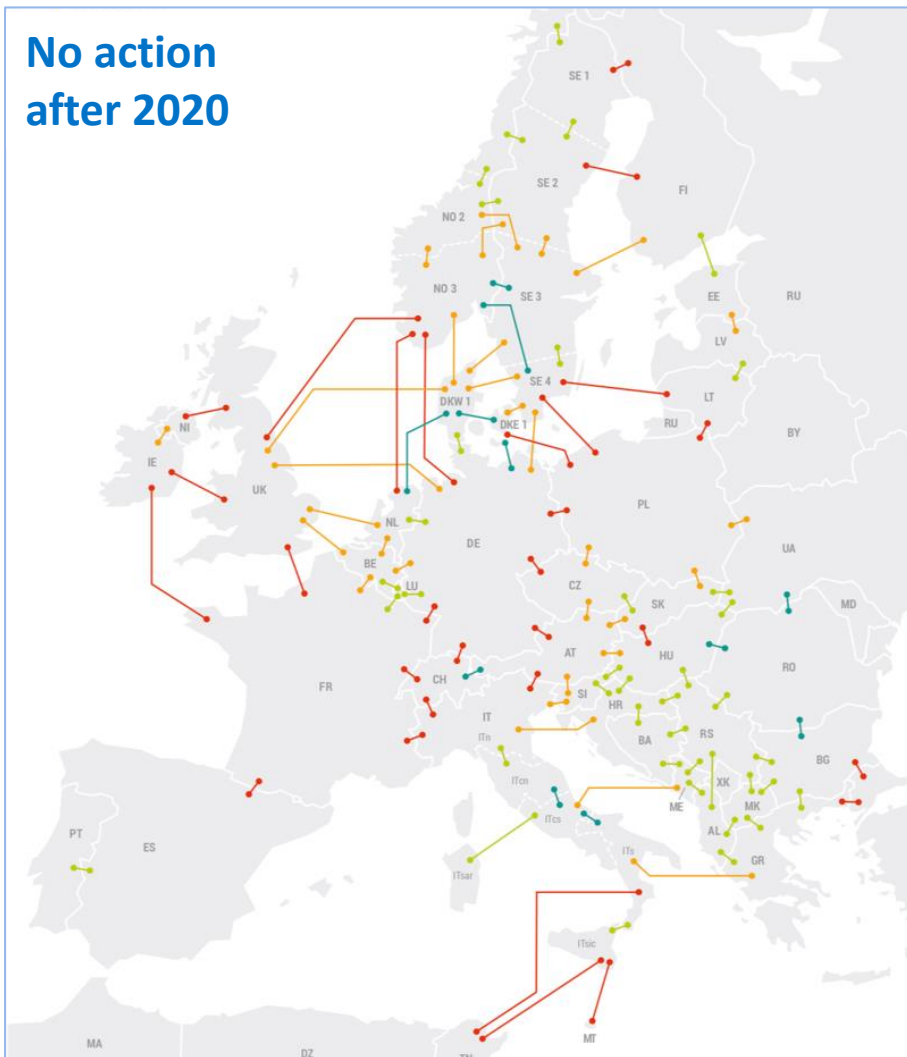 No action
after 2020
SE 1
SE 2
FI
NO 2
NO 3
SE 3
EE
RU
LV
SE 4
LT
DKW 1
DKE 1
RU
BY
NI
IE
UK
PL
NL
DE
BE
UA
LU
CZ
SK
MD
AT
HU
RO
FR
CH
SI
HR
IT
ITn
BA
RS
BG
ITcn
XK
ME
MK
ITcs
PT
AL
ES
ITs
GR
ITsar
ITsic
MT
MA
DZ
TN